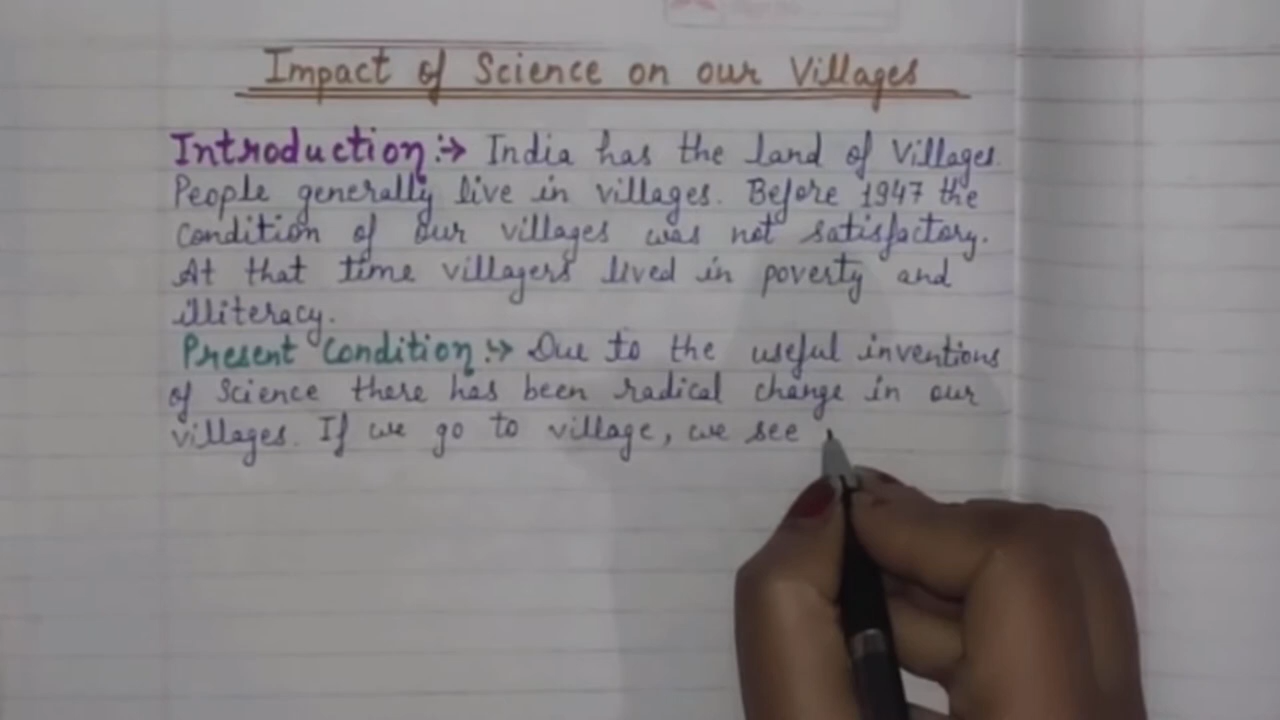 Impact of Science on our Villages
Introduction:→ India has the land of Villages.
People generally live in villages. Before 1947 the
Condition of our villages was not satisfactory.
At that time villagers lived in poverty and
illiteracy.
Present Condition:→ Due to the useful inventions
of Science there has been radical change in our
villages. If we go to village, we see